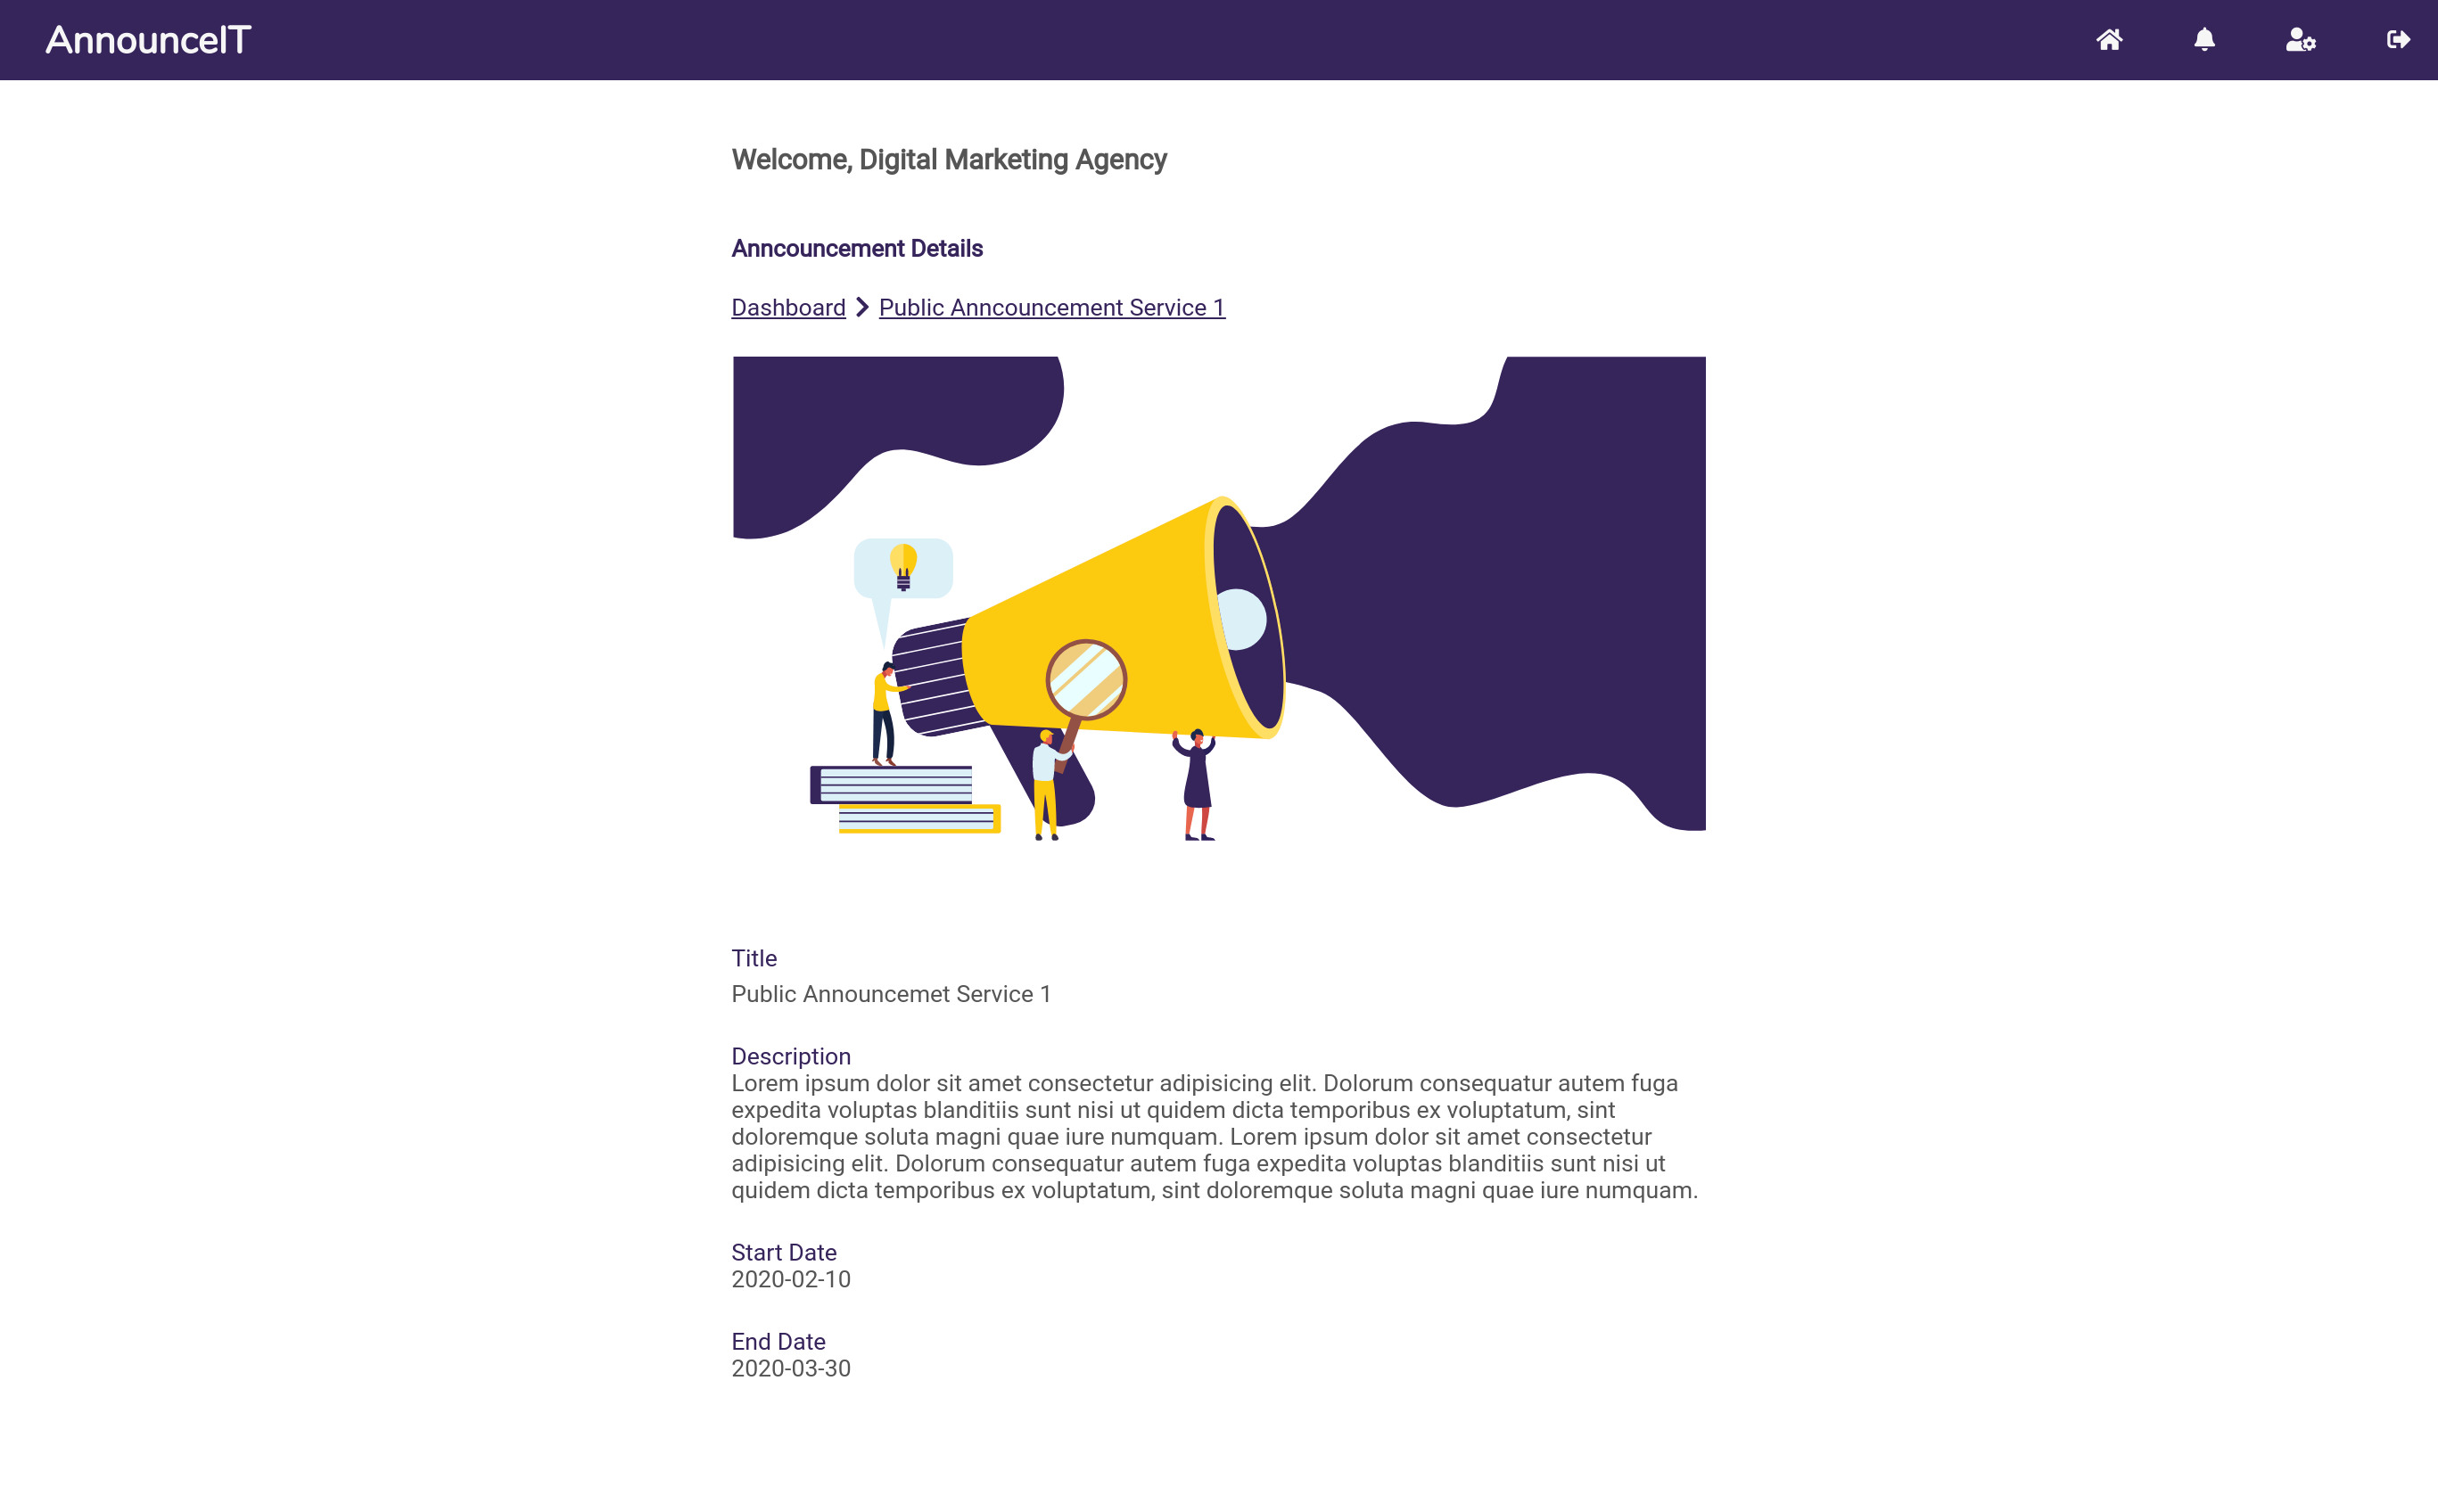 AnnounceIT
Welcome, Digital Marketing Agency
Anncouncement Details
Dashboard Public Anncouncement Service 1
Title
Public Announcemet Service 1
Description
Lorem ipsum dolor sit amet consectetur adipisicing elit. Dolorum consequatur autem fuga
expedita voluptas blanditiis sunt nisi ut quidem dicta temporibus ex voluptatum, sint
doloremque soluta magni quae iure numquam. Lorem ipsum dolor sit amet consectetur
adipisicing elit. Dolorum consequatur autem fuga expedita voluptas blanditiis sunt nisi ut
quidem dicta temporibus ex voluptatum, sint doloremque soluta magni quae iure numquam.
Start Date
2020-02-10
End Date
2020-03-30